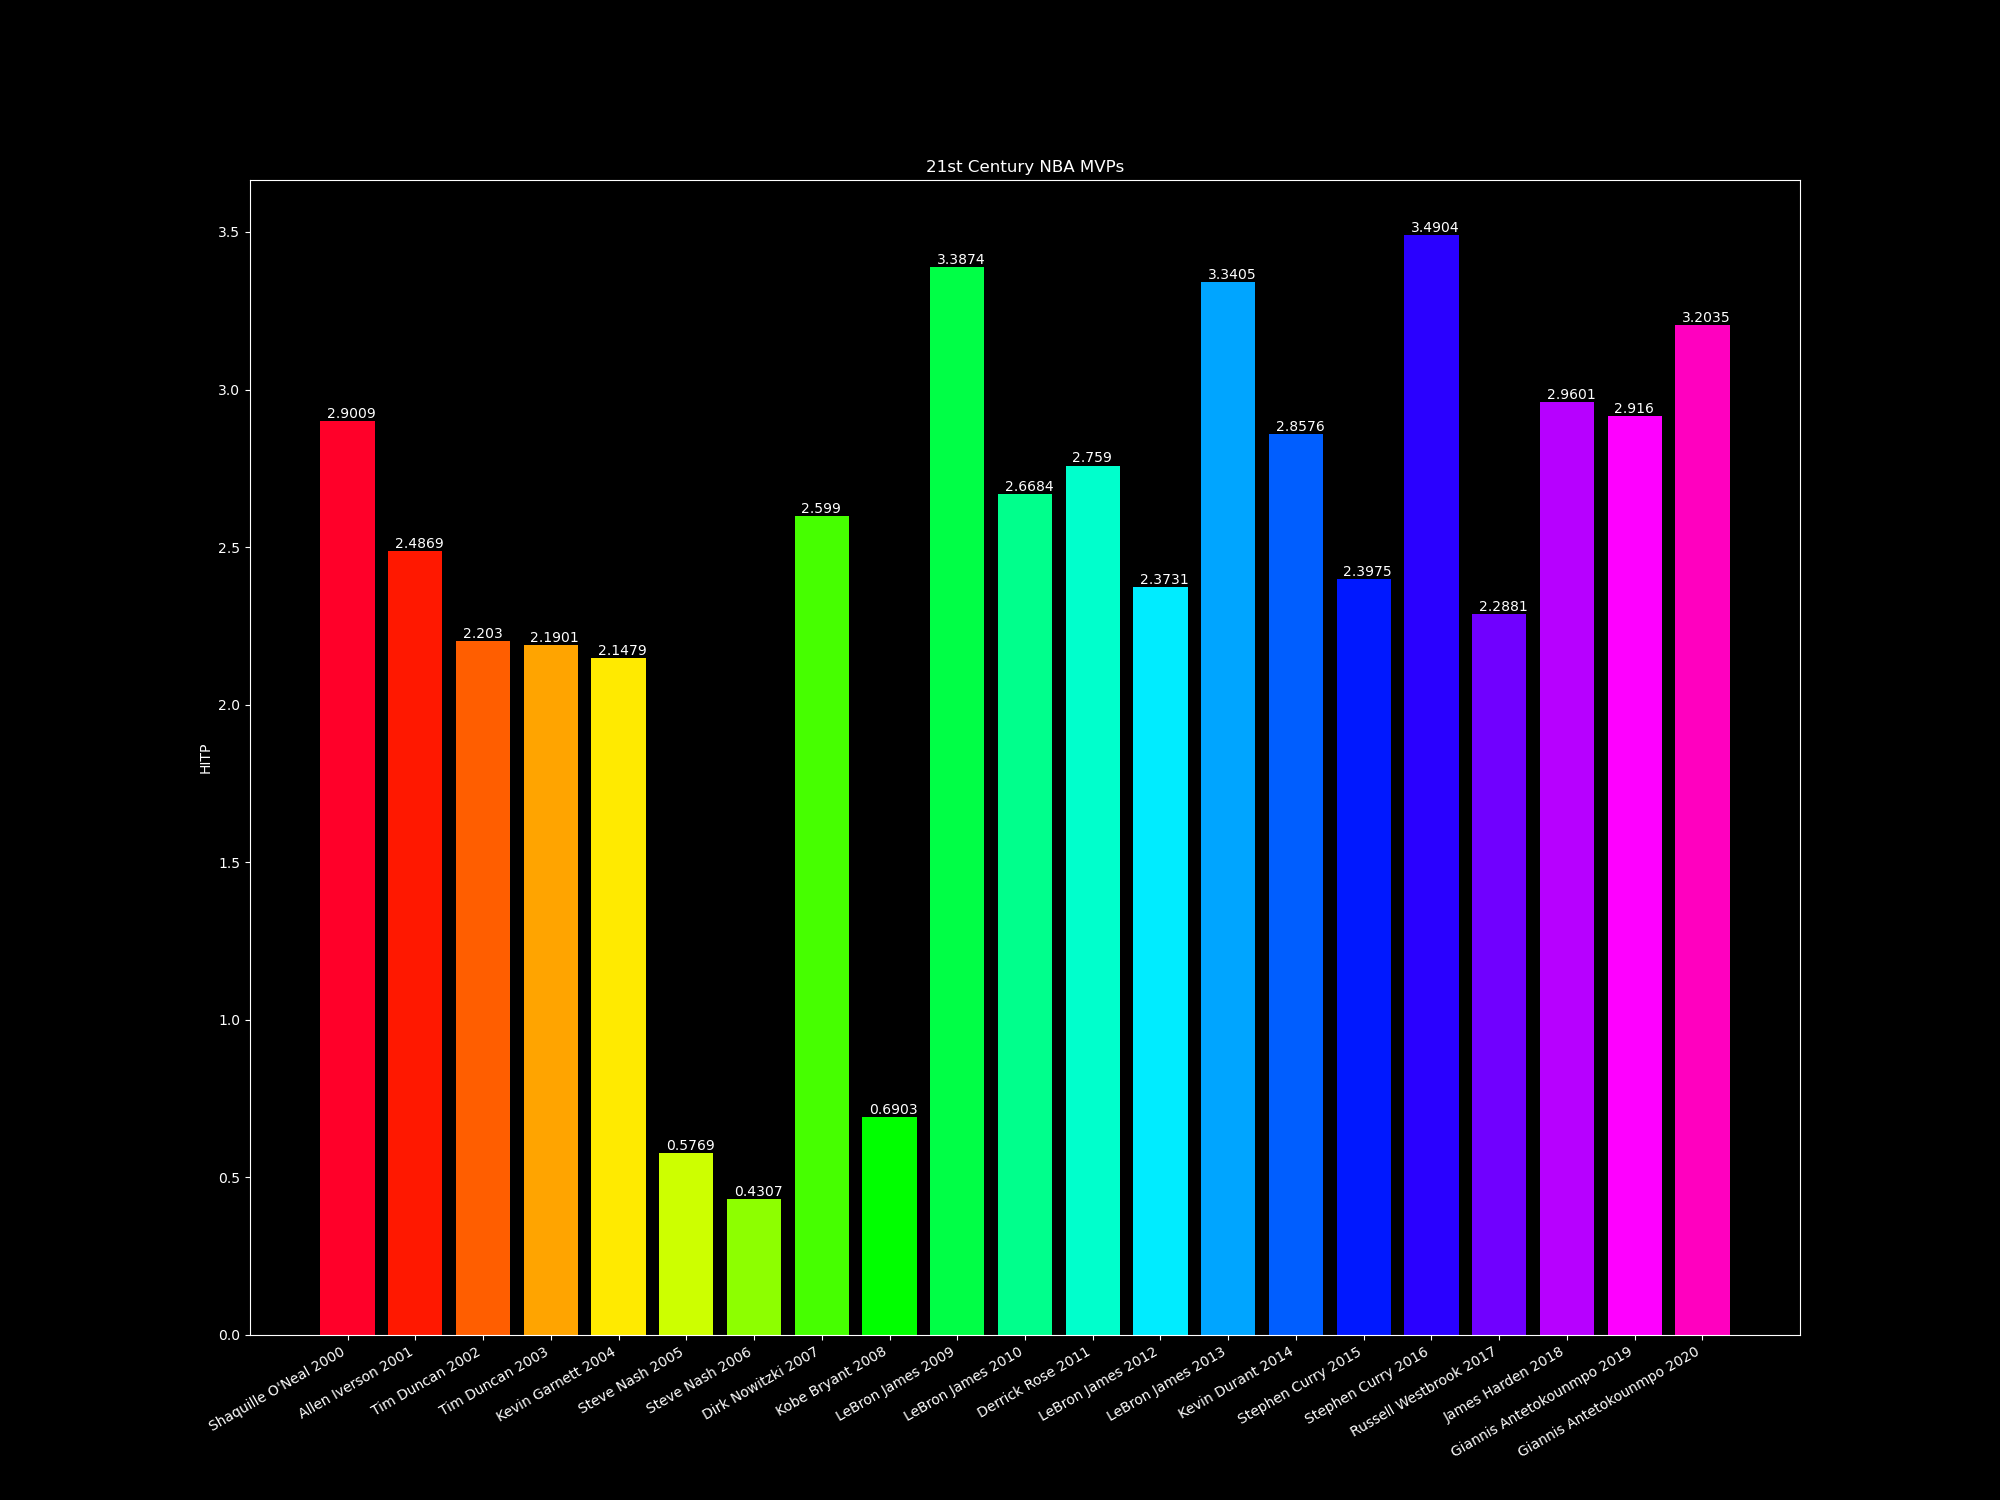 21st Century NBA MVPs
HITP
3.5
3.0
2.5
2.0
1.5
1.0
0.5
0.0
2.9009
2.4869
2.203
2.1901
2.1479
0.5769
0.4307
2.599
0.6903
3.3874
2.6684
2.759
2.3731
3.3405
2.8576
2.3975
3.4904
2.2881
2.9601
2.916
3.2035
Shaquille O'Neal 2000
Allen Iverson 2001
Tim Duncan 2002
Tim Duncan 2003
Kevin Garnett 2004
Steve Nash 2005
Steve Nash 2006
Dirk Nowitzki 2007
Kobe Bryant 2008
LeBron James 2009
LeBron James 2010
Derrick Rose 2011
LeBron James 2012
LeBron James 2013
Kevin Durant 2014
Stephen Curry 2015
Stephen Curry 2016
Russell Westbrook 2017
James Harden 2018
Giannis Antetokounmpo 2019
Giannis Antetokounmpo 2020